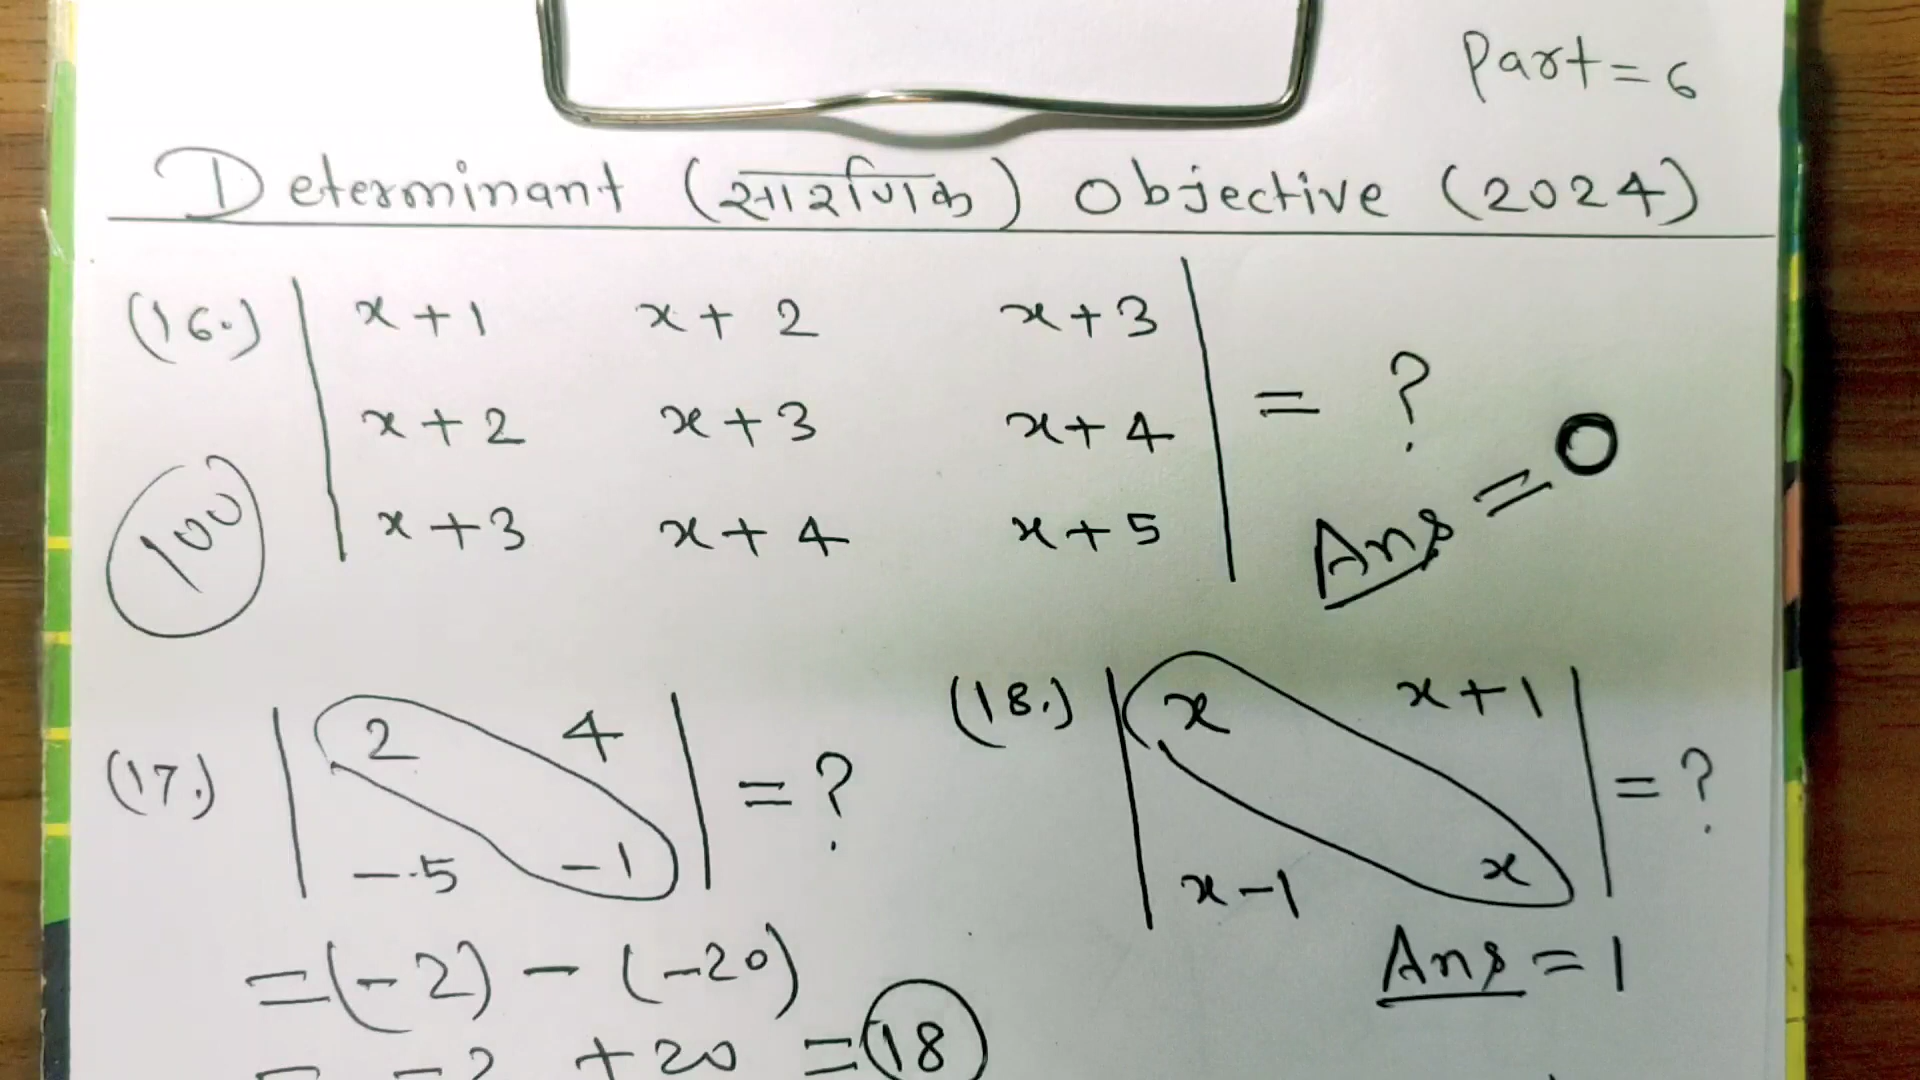 Part = 6
Determinant (सारणिक) Objective (2024)
(16.) | x+1 x+2 x+3 |
| x+2 x+3 x+4 | = ?
| x+3 x+4 x+5 |
Ans = 0
100
(17.) | 2 4 | = ?
| -5 -1 |
= (-2) - (-20)
= -2 + 20 = 18
(18.) | x x+1 | = ?
| x-1 x |
Ans = 1